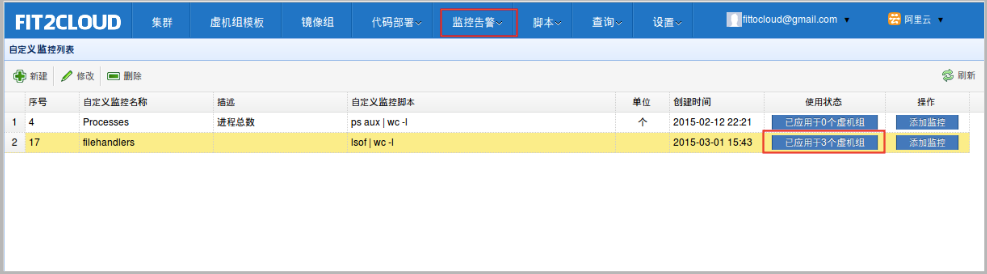 FIT2CLOUD 集群 虚机组模板 镜像组 代码部署 监控告警 脚本 查询 设置 fittocloud@gmail.com 阿里云
自定义监控列表
新建 修改 删除 刷新
序号 自定义监控名称 描述 自定义监控脚本 单位 创建时间 使用状态 操作
1 4 Processes 进程总数 ps aux | wc -l 个 2015-02-12 22:21 已应用于0个虚机组 添加监控
2 17 filehandlers lsof | wc -l 2015-03-01 15:43 已应用于3个虚机组 添加监控